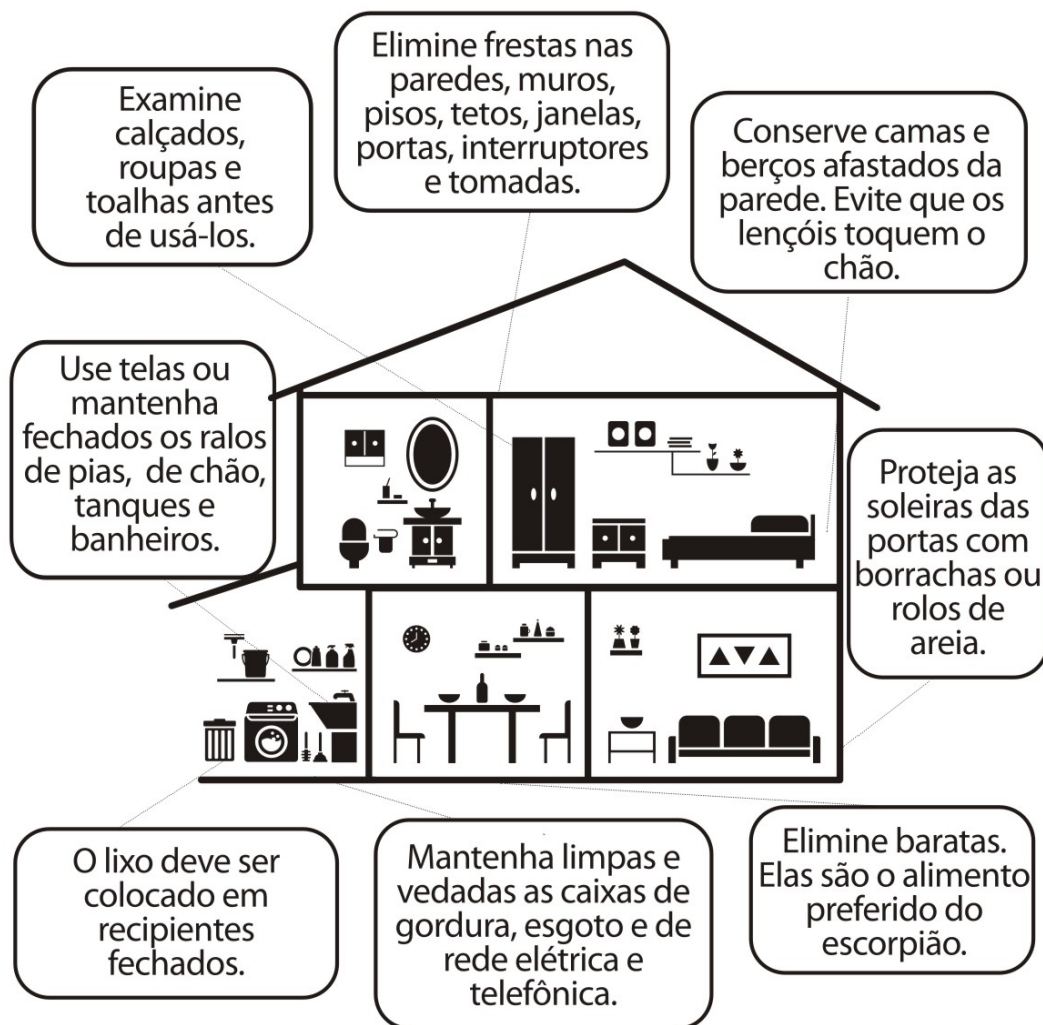 Elimine frestas nas
paredes, muros,
pisos, tetos, janelas,
portas, interruptores
e tomadas.
Examine
calçados,
roupas e
toalhas antes
de usá-los.
Conserve camas e
berços afastados da
parede. Evite que os
lençóis toquem o
chão.
Use telas ou
mantenha
fechados os ralos
de pias, de chão,
tanques e
banheiros.
Proteja as
soleiras das
portas com
borrachas ou
rolos de
areia.
O lixo deve ser
colocado em
recipientes
fechados.
Mantenha limpas e
vedadas as caixas de
gordura, esgoto e de
rede elétrica e
telefônica.
Elimine baratas.
Elas são o alimento
preferido do
escorpião.